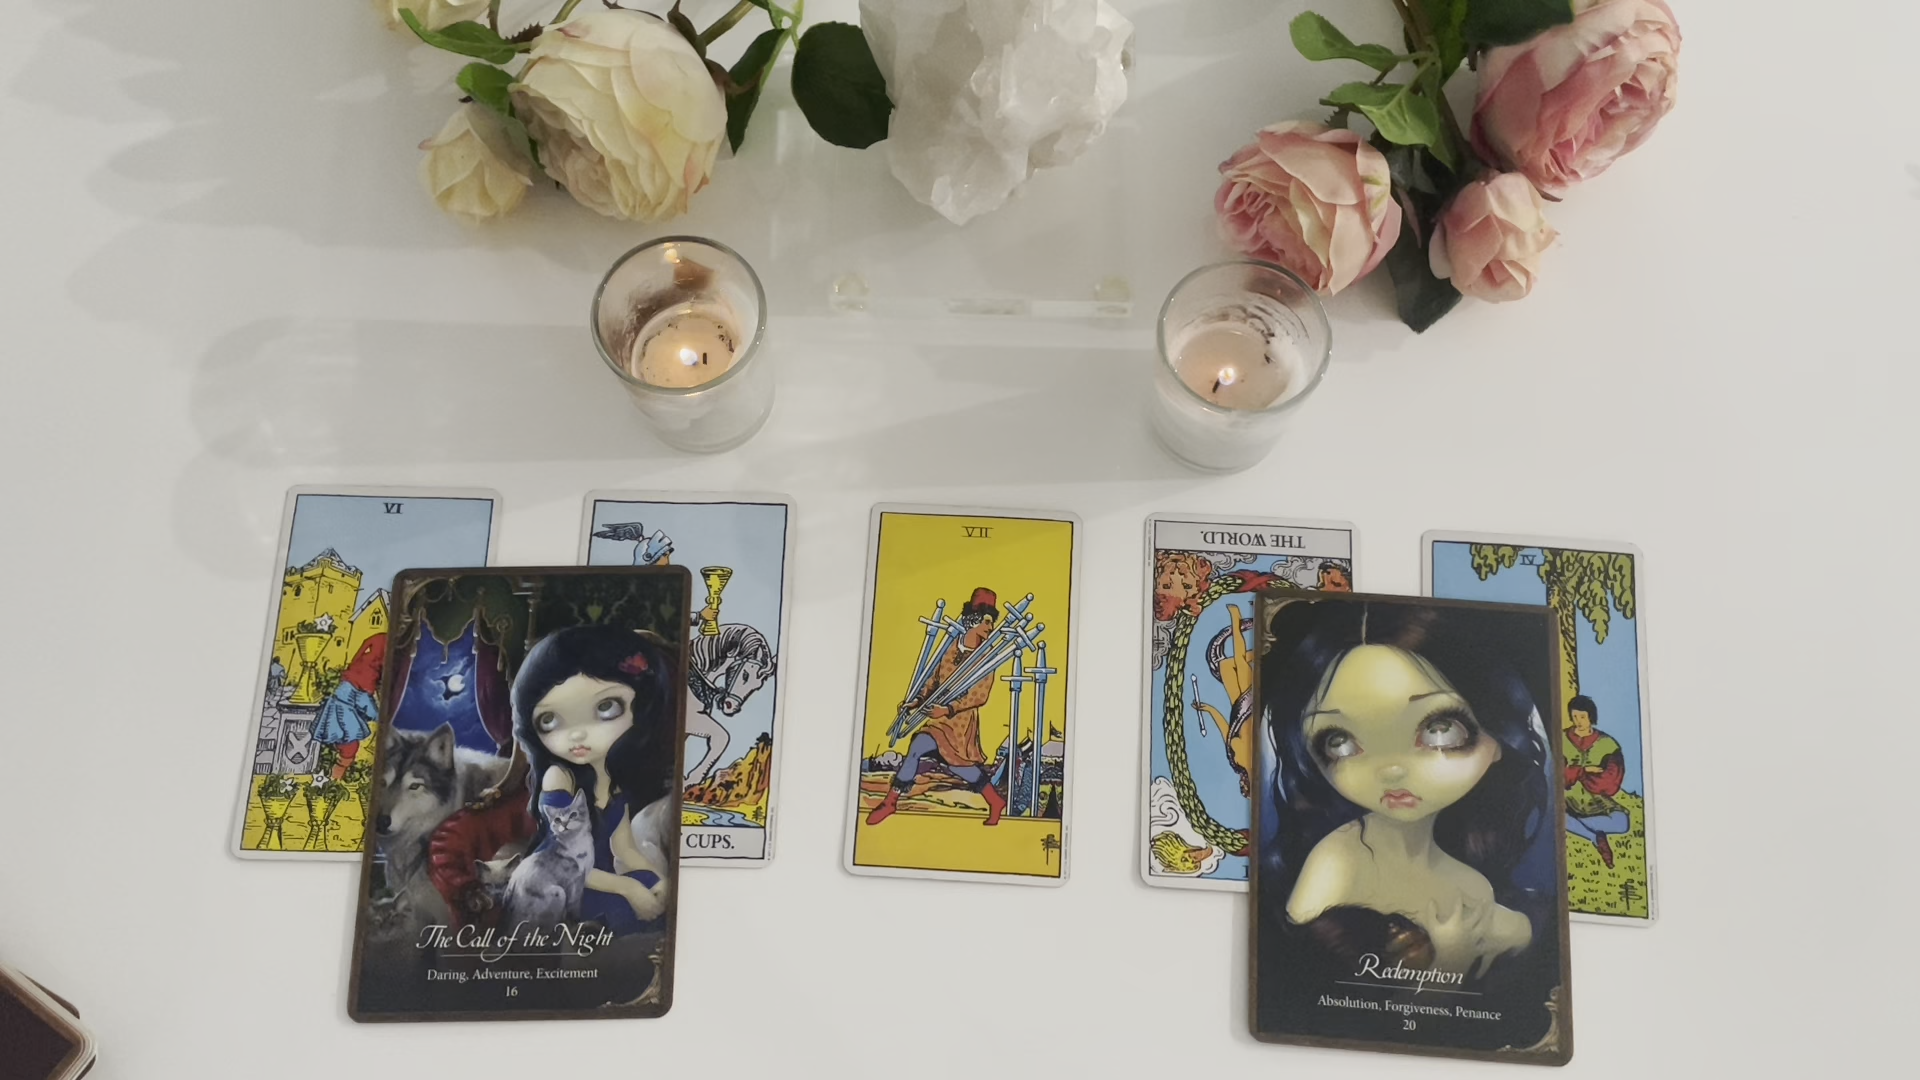 VI
CUPS.
VII
THE WORLD.
IV
The Call of the Night
Daring, Adventure, Excitement
16
Redemption
Absolution, Forgiveness, Penance
20